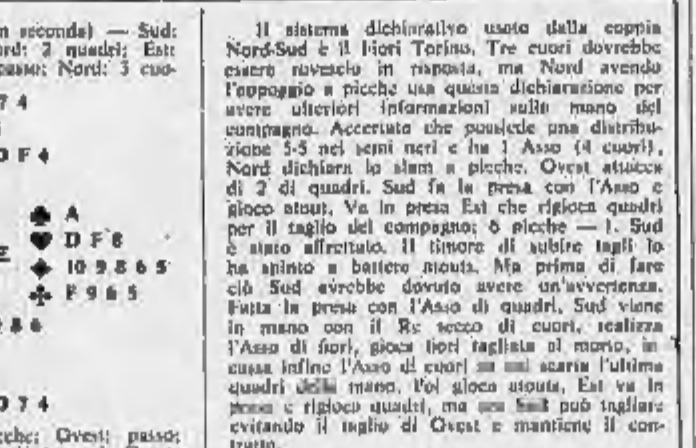 n seconda) — Sud:
ord: 2 quadri; Est:
passo; Nord: 3 cuo-
7 4
D F 4
♠ A
♥ D F 8
♦ 10 9 8 6 5
♣ F 9 6 5
8 6
D 7 4
cche; Ovest: passo;
Il sistema dichiarativo usato dalla coppia
Nord-Sud è il Fiori Torino. Tre cuori dovrebbe
essere rovescio in risposta, ma Nord avendo
l'appoggio a picche usa questa dichiarazione per
avere ulteriori informazioni sulla mano del
compagno. Accertato che possiede una distribu-
zione 5-5 nei semi neri e ha 1 Asso (4 cuori),
Nord dichiara lo slam a picche. Ovest attacca
di 2 di quadri. Sud fa la presa con l'Asso e
gioca atout. Va in presa Est che rigioca quadri
per il taglio del compagno: 6 picche — 1. Sud
è stato affrettato. Il timore di subire tagli lo
ha spinto a battere atouts. Ma prima di fare
ciò Sud avrebbe dovuto avere un'avvertenza.
Fatta la presa con l'Asso di quadri, Sud viene
in mano con il Re secco di cuori, realizza
l'Asso di fiori, gioca fiori tagliata al morto, in
cassa infine l'Asso di cuori scarta l'ultima
quadri della mano. Poi gioca atouts, Est va in
presa e rigioca quadri, ma Sud può tagliare
evitando il taglio di Ovest e mantiene il con-
tratto.